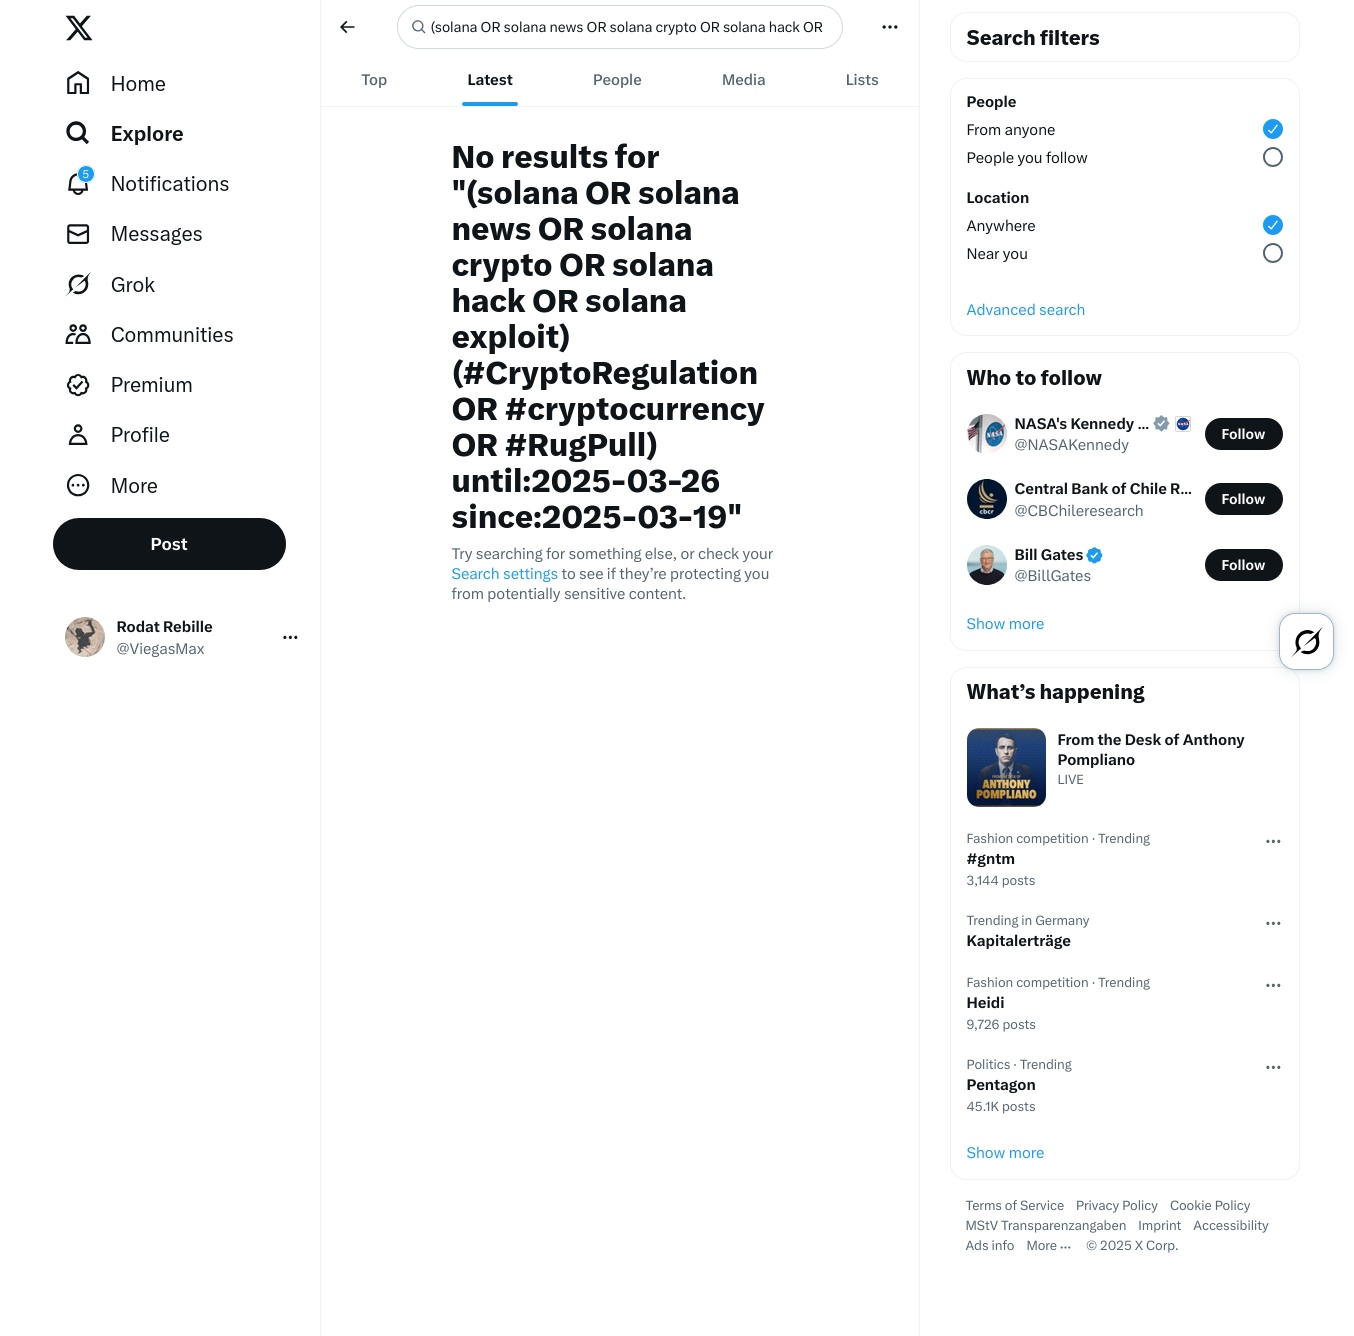 Home
Explore
5
Notifications
Messages
Grok
Communities
Premium
Profile
More
Post
Rodat Rebille
@ViegasMax
(solana OR solana news OR solana crypto OR solana hack OR
Top
Latest
People
Media
Lists
No results for
"(solana OR solana
news OR solana
crypto OR solana
hack OR solana
exploit)
(#CryptoRegulation
OR #cryptocurrency
OR #RugPull)
until:2025-03-26
since:2025-03-19"
Try searching for something else, or check your
Search settings to see if they’re protecting you
from potentially sensitive content.
Search filters
People
From anyone
People you follow
Location
Anywhere
Near you
Advanced search
Who to follow
NASA's Kennedy ...
@NASAKennedy
Follow
Central Bank of Chile R...
@CBChileresearch
Follow
Bill Gates
@BillGates
Follow
Show more
What’s happening
From the Desk of Anthony
Pompliano
LIVE
ANTHONY
POMPLIANO
Fashion competition · Trending
#gntm
3,144 posts
Trending in Germany
Kapitalerträge
Fashion competition · Trending
Heidi
9,726 posts
Politics · Trending
Pentagon
45.1K posts
Show more
Terms of Service Privacy Policy Cookie Policy
MStV Transparenzangaben Imprint Accessibility
Ads info More ··· © 2025 X Corp.